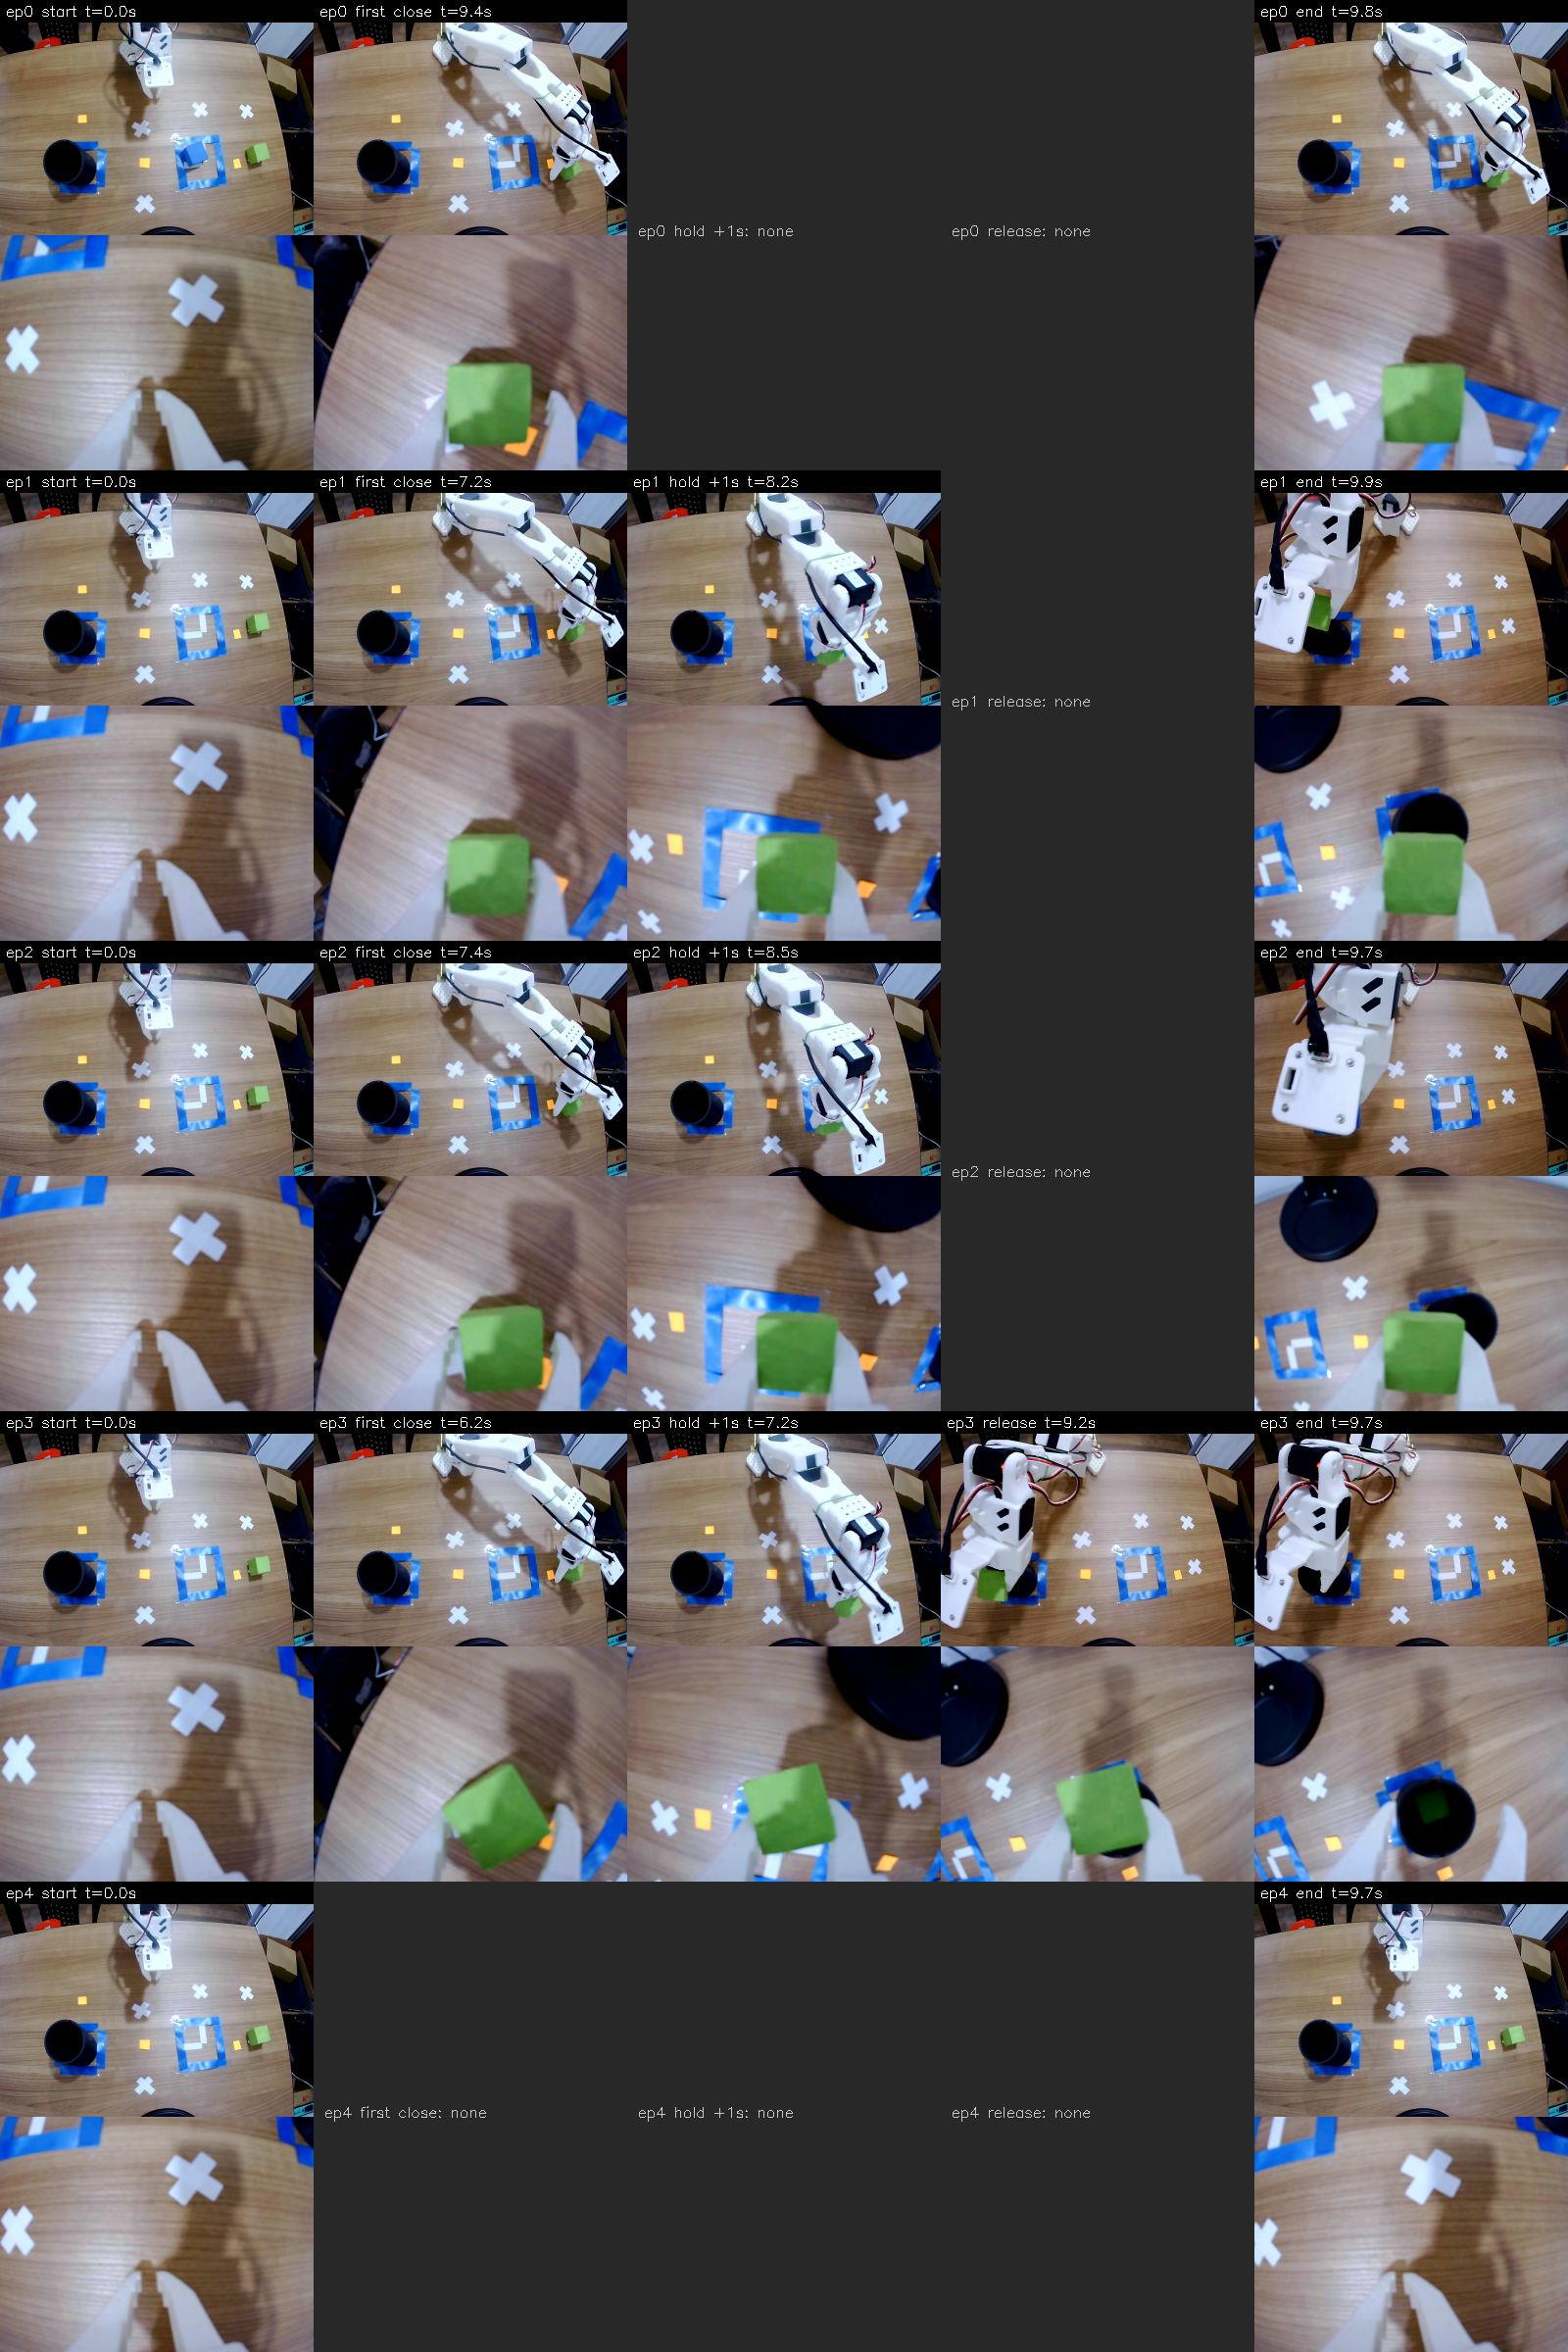 ep0 start t=0.0s
ep0 first close t=9.4s
ep0 hold +1s: none
ep0 release: none
ep0 end t=9.8s
ep1 start t=0.0s
ep1 first close t=7.2s
ep1 hold +1s t=8.2s
ep1 release: none
ep1 end t=9.9s
ep2 start t=0.0s
ep2 first close t=7.4s
ep2 hold +1s t=8.5s
ep2 release: none
ep2 end t=9.7s
ep3 start t=0.0s
ep3 first close t=6.2s
ep3 hold +1s t=7.2s
ep3 release t=9.2s
ep3 end t=9.7s
ep4 start t=0.0s
ep4 first close: none
ep4 hold +1s: none
ep4 release: none
ep4 end t=9.7s